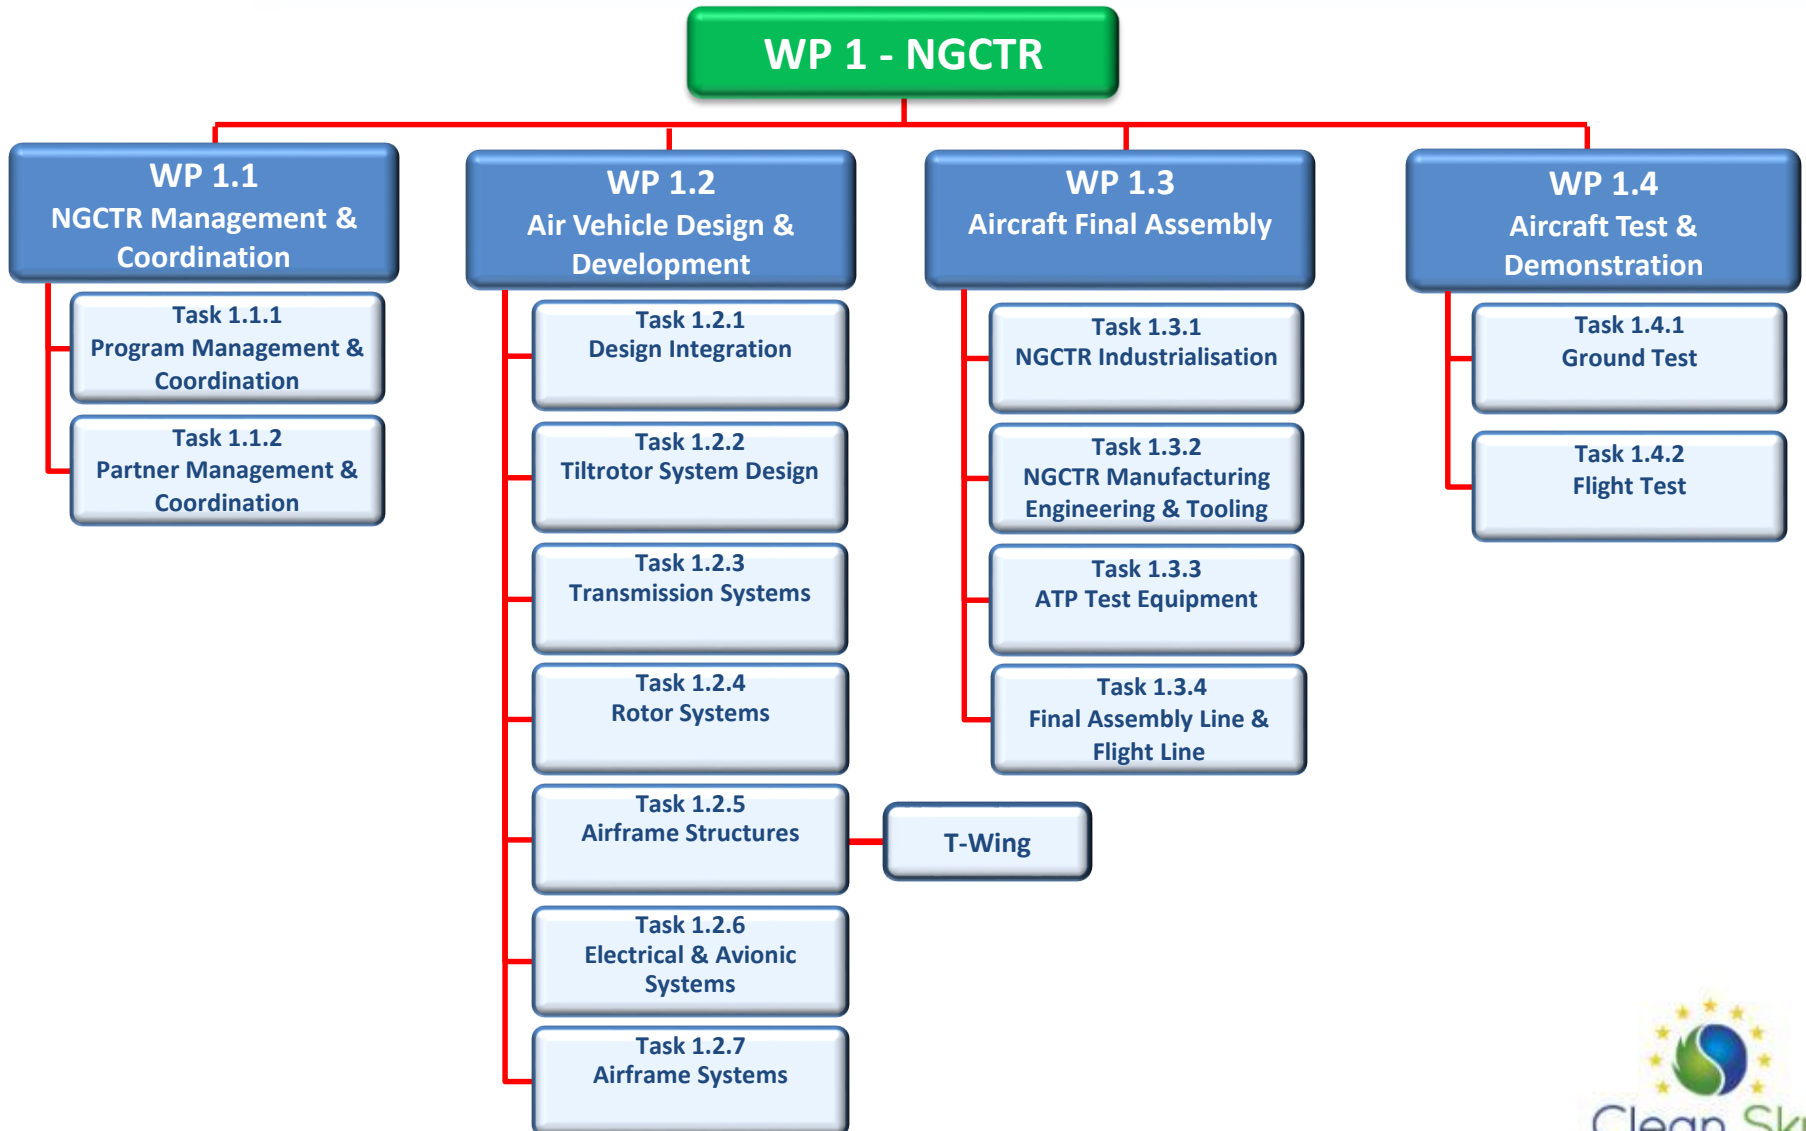 WP 1 - NGCTR
WP 1.1
NGCTR Management &
Coordination
Task 1.1.1
Program Management &
Coordination
Task 1.1.2
Partner Management &
Coordination
WP 1.2
Air Vehicle Design &
Development
Task 1.2.1
Design Integration
Task 1.2.2
Tiltrotor System Design
Task 1.2.3
Transmission Systems
Task 1.2.4
Rotor Systems
Task 1.2.5
Airframe Structures
T-Wing
Task 1.2.6
Electrical & Avionic
Systems
Task 1.2.7
Airframe Systems
WP 1.3
Aircraft Final Assembly
Task 1.3.1
NGCTR Industrialisation
Task 1.3.2
NGCTR Manufacturing
Engineering & Tooling
Task 1.3.3
ATP Test Equipment
Task 1.3.4
Final Assembly Line &
Flight Line
WP 1.4
Aircraft Test &
Demonstration
Task 1.4.1
Ground Test
Task 1.4.2
Flight Test
Clean